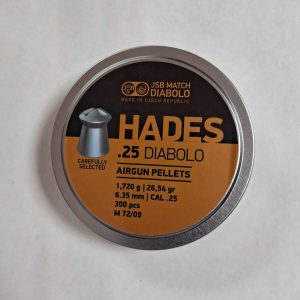 JSB MATCH
DIABOLO
MADE IN CZECH REPUBLIC
HADES
.25 DIABOLO
CAREFULLY
SELECTED
AIRGUN PELLETS
1,720 g | 26,54 gr
6.35 mm | CAL .25
300 pcs
M 72/09